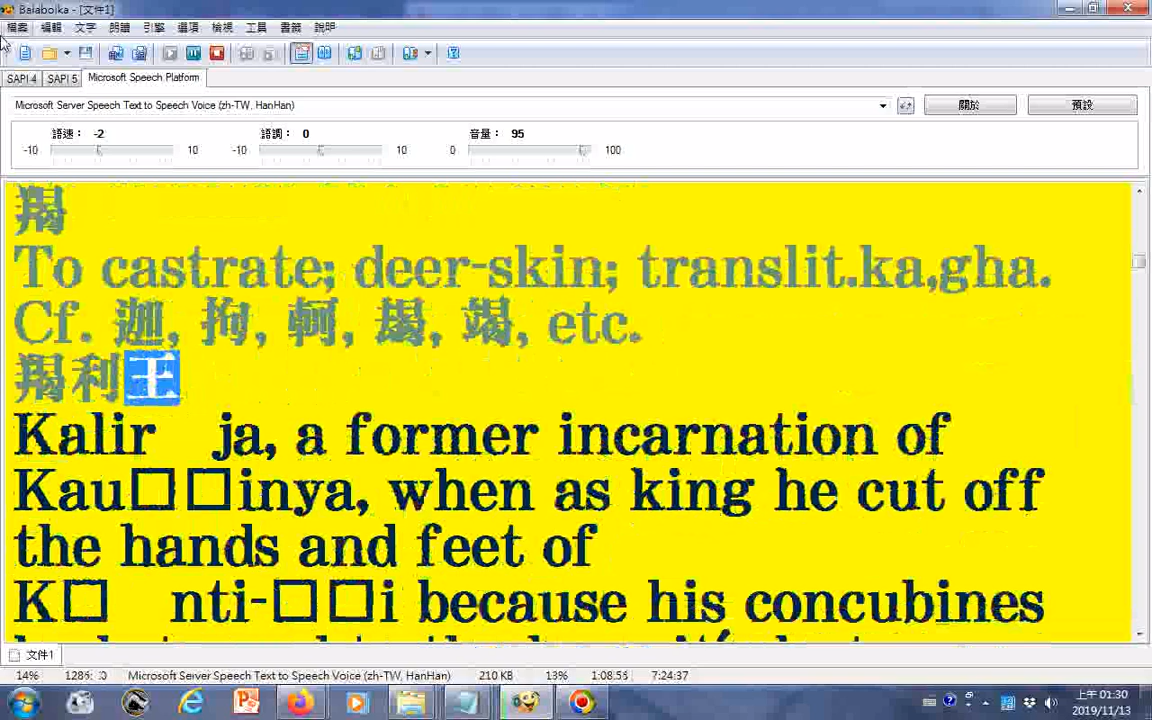 Balabolka - [文件1]
檔案 編輯 文字 朗讀 引擎 選項 檢視 工具 書籤 說明
SAPI 4 SAPI 5 Microsoft Speech Platform
Microsoft Server Speech Text to Speech Voice (zh-TW, HanHan) 關於 預設
語速： -2 語調： 0 音量： 95
-10 10 -10 10 0 100
羯
To castrate; deer-skin; translit.ka,gha.
Cf. 迦, 拘, 軻, 朅, 竭, etc.
羯利王
Kalir ja, a former incarnation of
Kau□□inya, when as king he cut off
the hands and feet of
K□ nti-□□i because his concubines
文件1
14% Microsoft Server Speech Text to Speech Voice (zh-TW, HanHan) 210 KB 13% 7:24:37
上午 01:30
2019/11/13